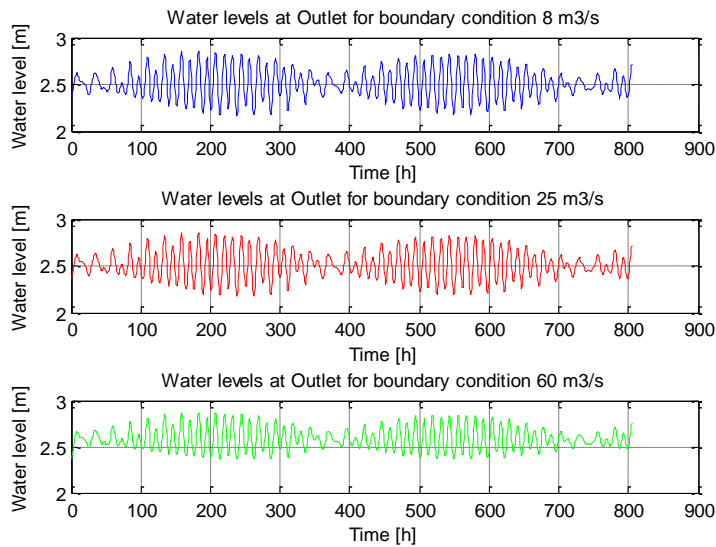 Water levels at Outlet for boundary condition 8 m3/s
Water level [m]
3
2.5
2
0 100 200 300 400 500 600 700 800 900
Time [h]
Water levels at Outlet for boundary condition 25 m3/s
Water level [m]
3
2.5
2
0 100 200 300 400 500 600 700 800 900
Time [h]
Water levels at Outlet for boundary condition 60 m3/s
Water level [m]
3
2.5
2
0 100 200 300 400 500 600 700 800 900
Time [h]